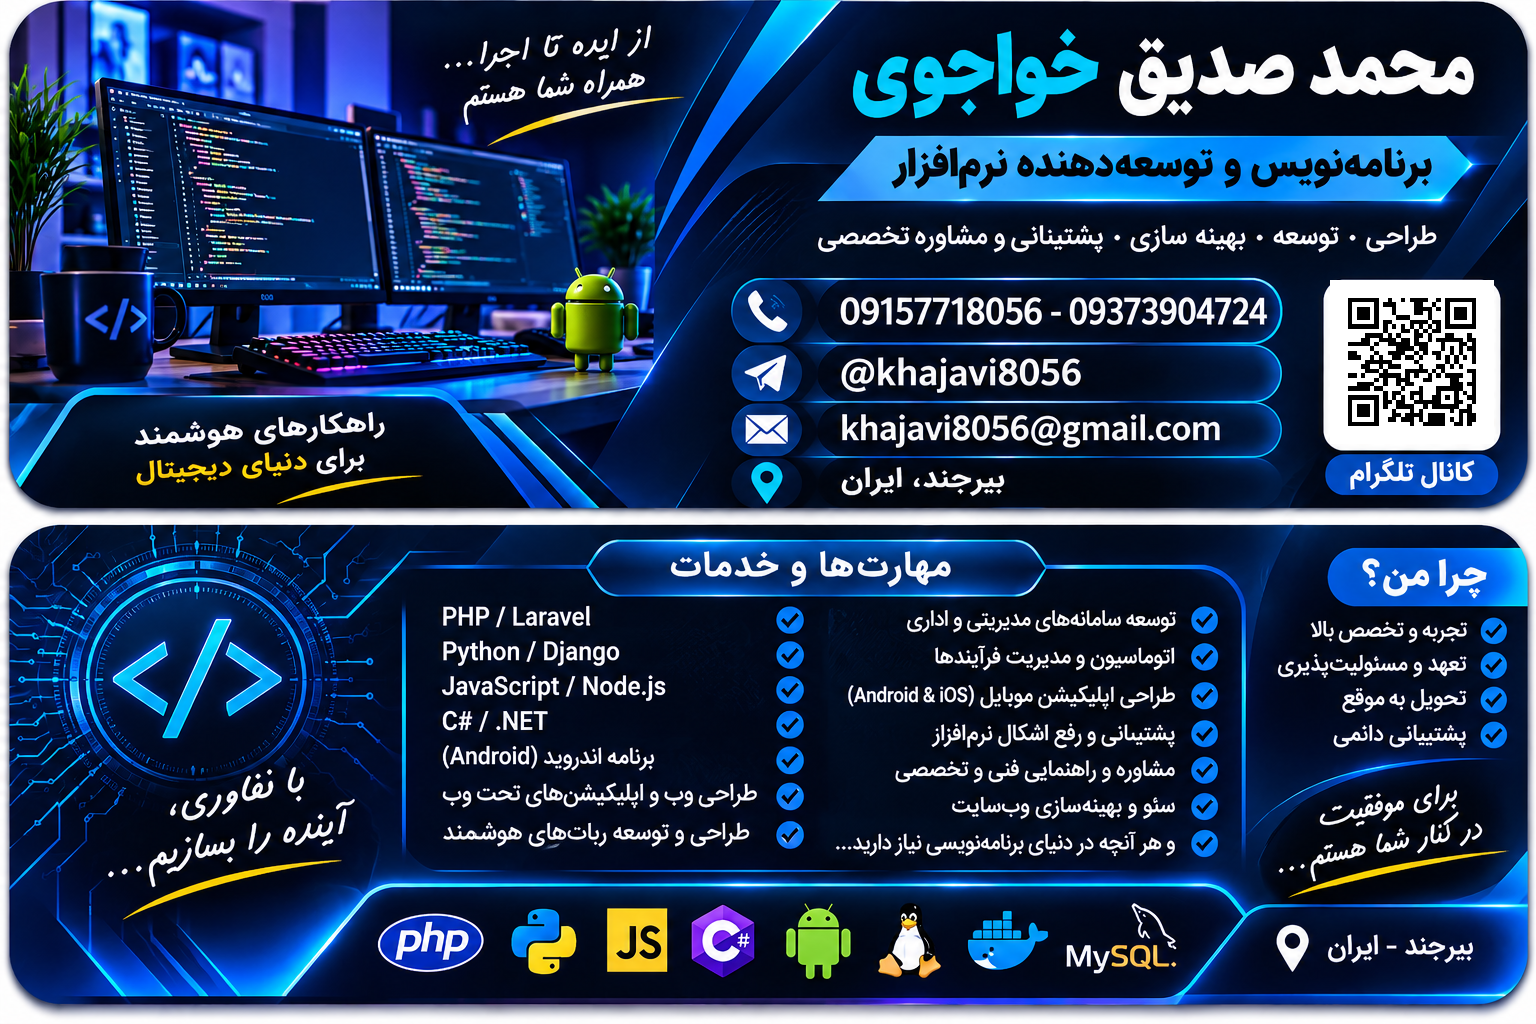 از ایده تا اجرا...
همراه شما هستم
محمد صدیق خواجوی
برنامه‌نویس و توسعه‌دهنده نرم‌افزار
طراحی • توسعه • بهینه سازی • پشتینانی و مشاوره تخصصی
09157718056 - 09373904724
@khajavi8056
khajavi8056@gmail.com
بیرجند، ایران
کانال تلگرام
</>
راهکارهای هوشمند
برای دنیای دیجیتال
مهارت‌ها و خدمات
توسعه سامانه‌های مدیریتی و اداری
اتوماسیون و مدیریت فرآیندها
طراحی اپلیکیشن موبایل (Android & iOS)
پشتیبانی و رفع اشکال نرم‌افزار
مشاوره و راهنمایی فنی و تخصصی
سئو و بهینه‌سازی وب‌سایت
و هر آنچه در دنیای برنامه‌نویسی نیاز دارید...
PHP / Laravel
Python / Django
JavaScript / Node.js
C# / .NET
برنامه اندروید (Android)
طراحی وب و اپلیکیشن‌های تحت وب
طراحی و توسعه ربات‌های هوشمند
چرا من؟
تجربه و تخصص بالا
تعهد و مسئولیت‌پذیری
تحویل به موقع
پشتیبانی دائمی
برای موفقیت
در کنار شما هستم...
</>
با نفاوری،
آینده را بسازیم...
php
JS
C#
MySQL.
بیرجند - ایران